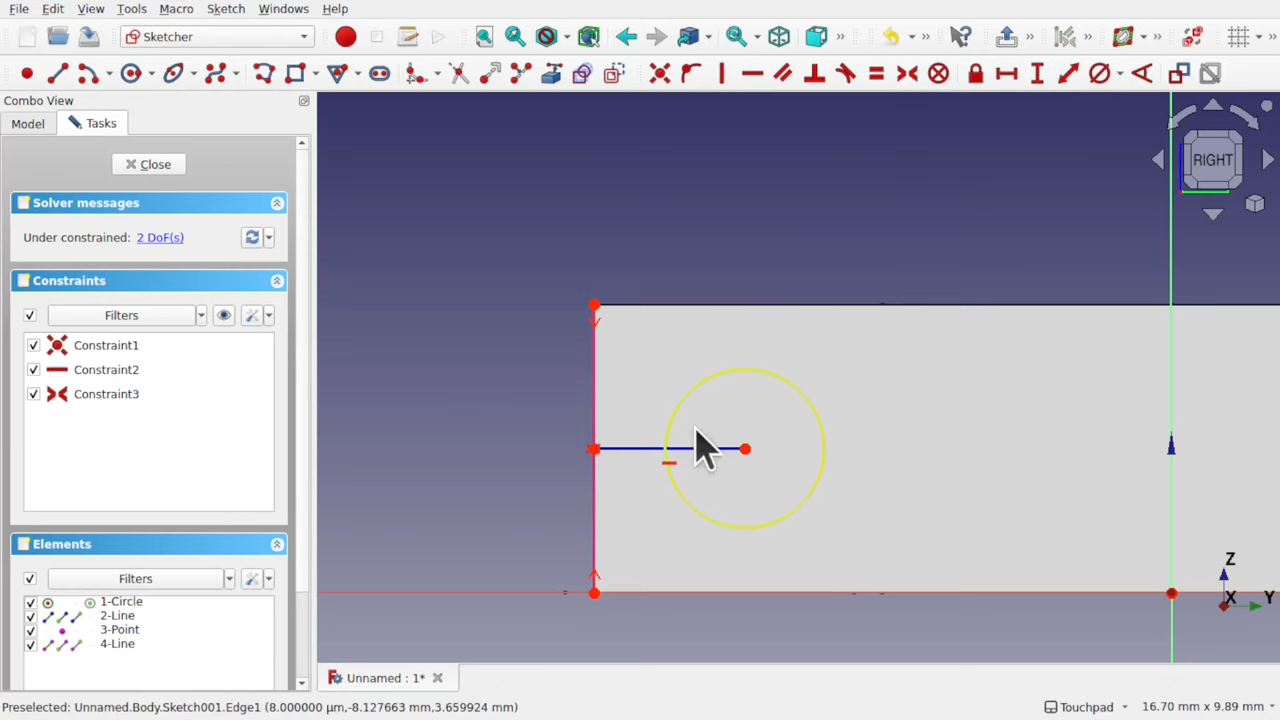 File Edit View Tools Macro Sketch Windows Help
Sketcher
Combo View
Model Tasks
Close
Solver messages
Under constrained: 2 DoF(s)
Constraints
Filters
Constraint1
Constraint2
Constraint3
Elements
Filters
1-Circle
2-Line
3-Point
4-Line
RIGHT
Z
X Y
Unnamed : 1*
Preselected: Unnamed.Body.Sketch001.Edge1 (8.000000 µm,-8.127663 mm,3.659924 mm) Touchpad 16.70 mm x 9.89 mm